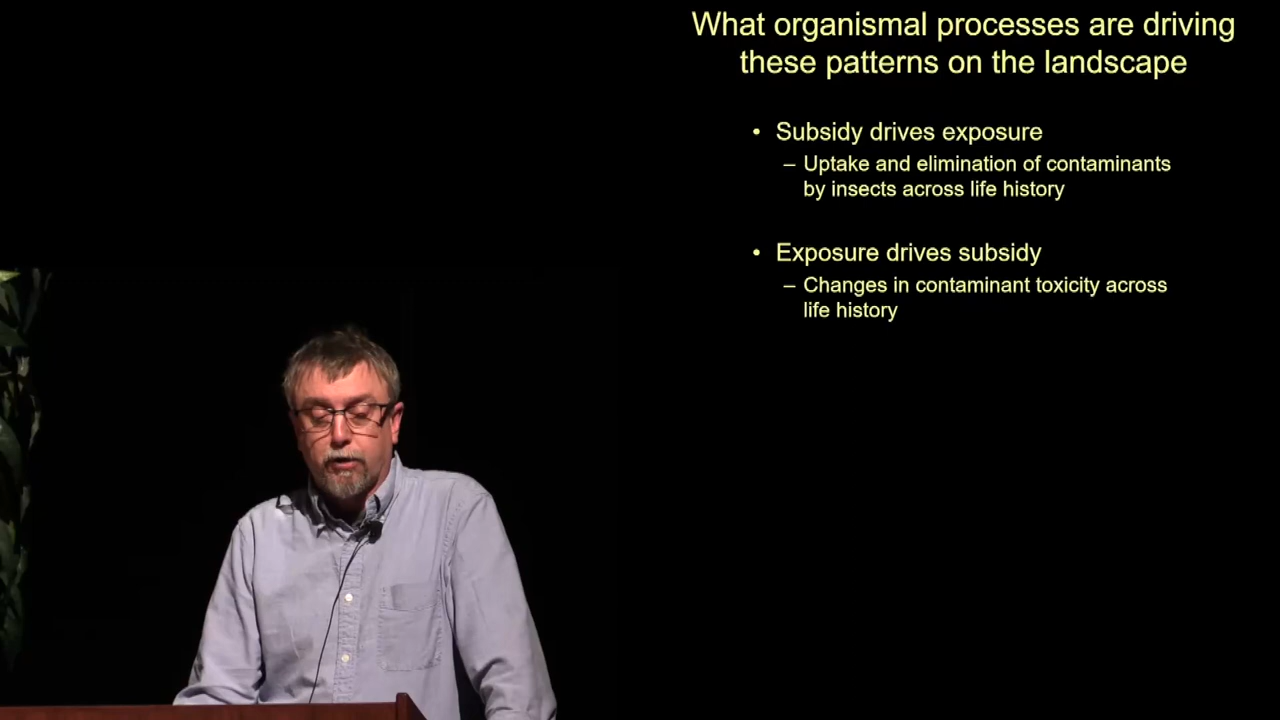 What organismal processes are driving
these patterns on the landscape
• Subsidy drives exposure
– Uptake and elimination of contaminants
by insects across life history
• Exposure drives subsidy
– Changes in contaminant toxicity across
life history